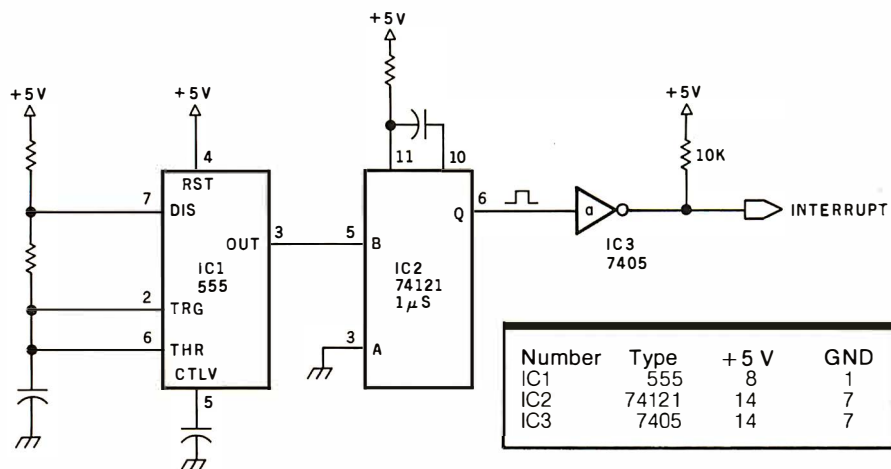 +5V
+5V
+5V
+5V
4
RST
7
DIS
OUT
3
IC1
555
2
TRG
6
THR
CTLV
5
11
10
5
B
Q
6
IC2
74121
1μS
3
A
a
IC3
7405
10K
INTERRUPT
Number Type +5 V GND
IC1 555 8 1
IC2 74121 14 7
IC3 7405 14 7